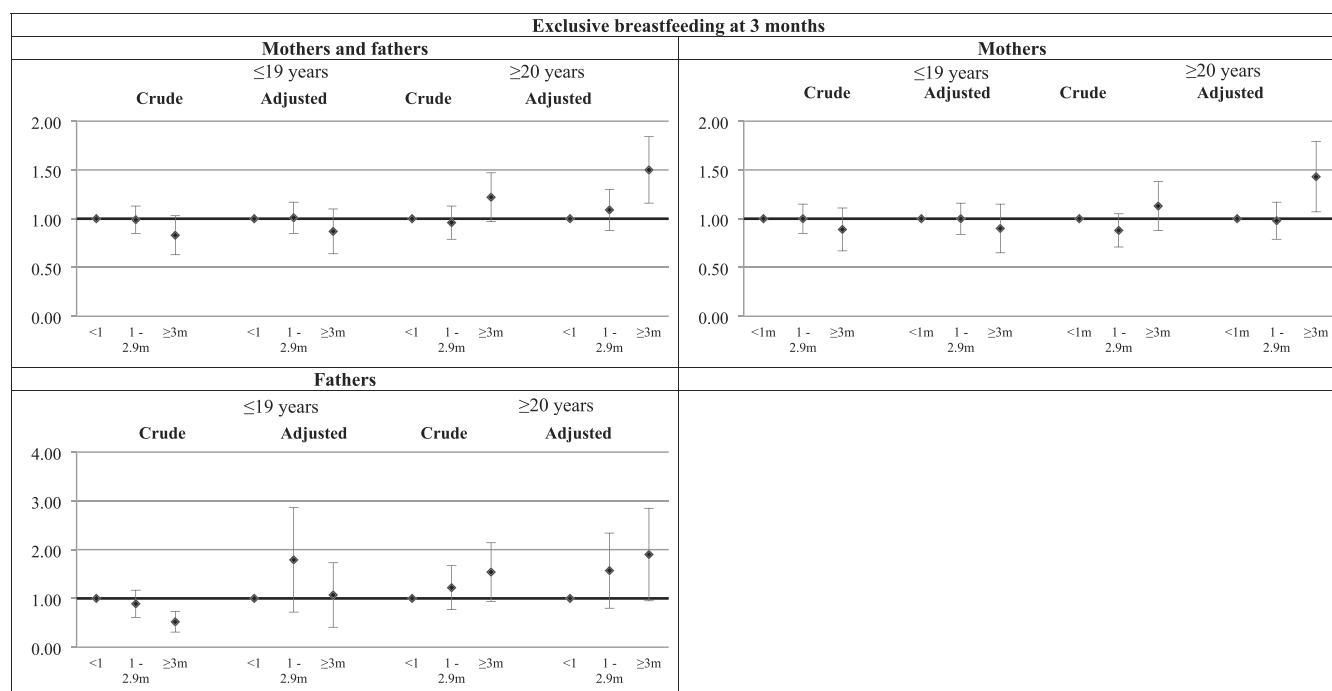 Exclusive breastfeeding at 3 months
Mothers and fathers
≤19 years ≥20 years
Crude Adjusted Crude Adjusted
2.00
1.50
1.00
0.50
0.00
<1 1 - ≥3m <1 1 - ≥3m <1 1 - ≥3m <1 1 - ≥3m
2.9m 2.9m 2.9m 2.9m
Mothers
≤19 years ≥20 years
Crude Adjusted Crude Adjusted
2.00
1.50
1.00
0.50
0.00
<1m 1 - ≥3m <1m 1 - ≥3m <1m 1 - ≥3m <1m 1 - ≥3m
2.9m 2.9m 2.9m 2.9m
Fathers
≤19 years ≥20 years
Crude Adjusted Crude Adjusted
4.00
3.00
2.00
1.00
0.00
<1 1 - ≥3m <1 1 - ≥3m <1 1 - ≥3m <1 1 - ≥3m
2.9m 2.9m 2.9m 2.9m